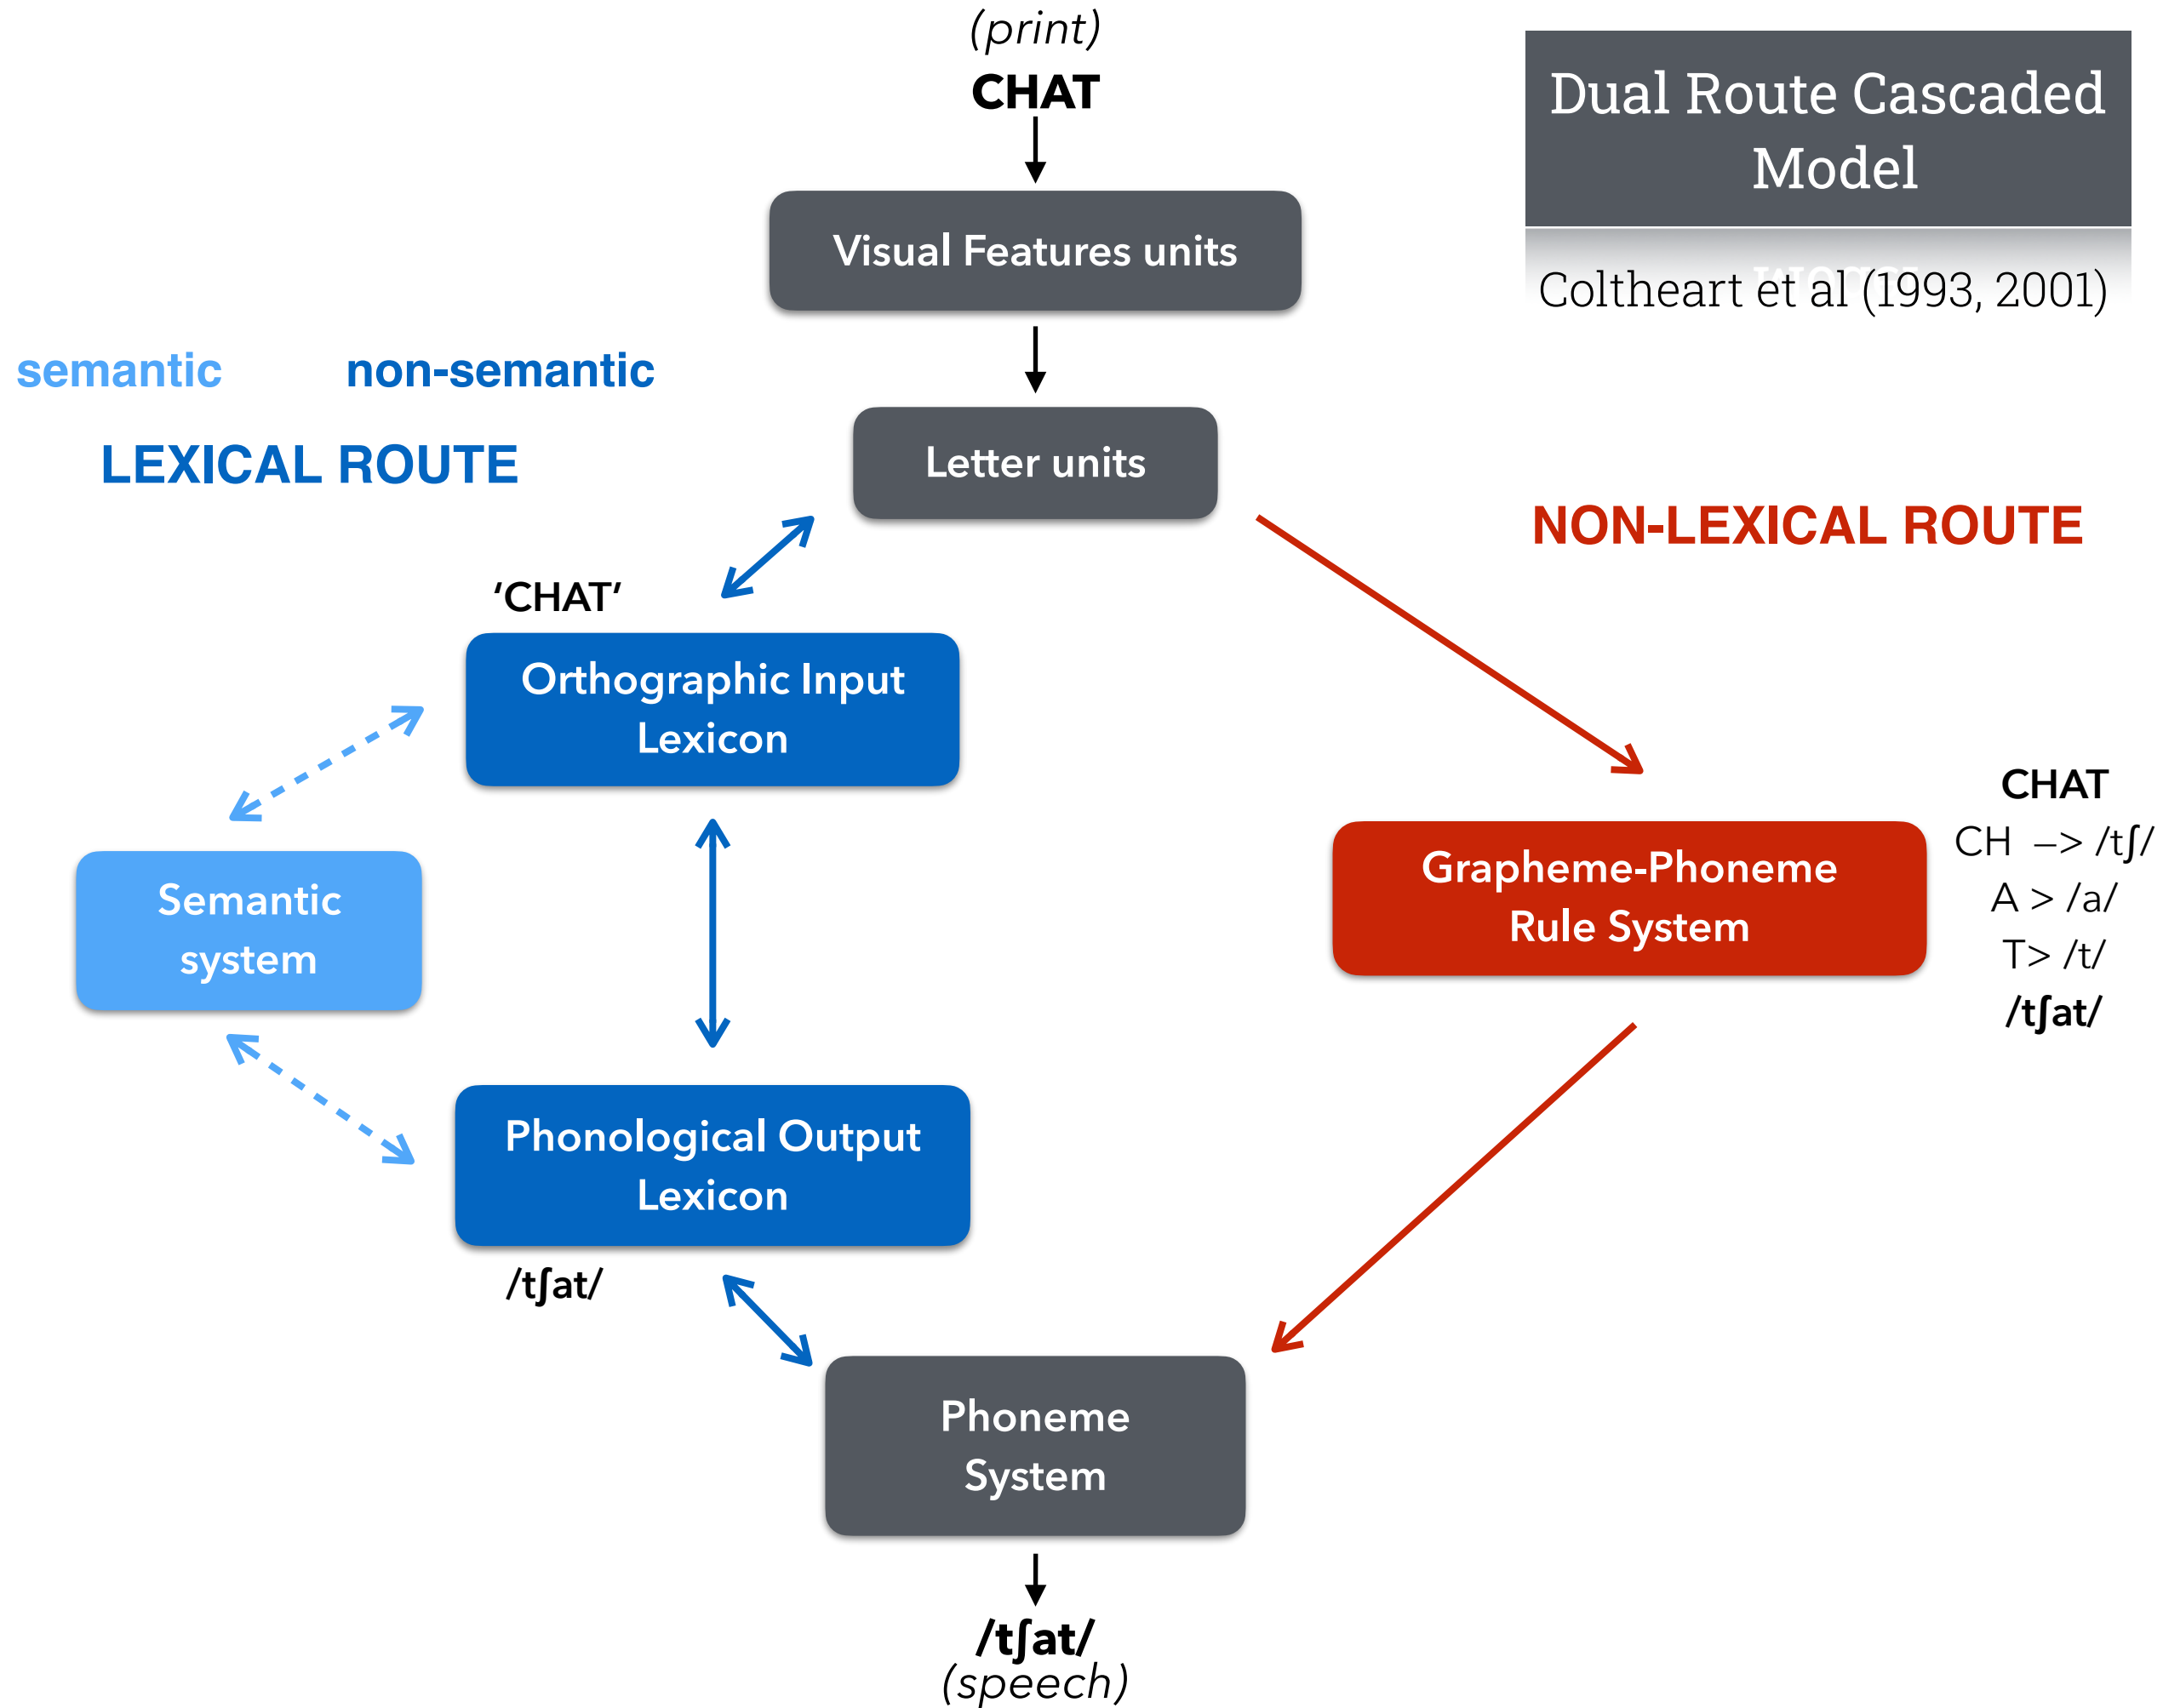 (print)
CHAT
Dual Route Cascaded
Model
Coltheart et al (1993, 2001)
Visual Features units
semantic
non-semantic
LEXICAL ROUTE
Letter units
NON-LEXICAL ROUTE
‘CHAT’
Orthographic Input
Lexicon
Semantic
system
Phonological Output
Lexicon
/tʃat/
Grapheme-Phoneme
Rule System
CHAT
CH –> /tʃ/
A > /a/
T> /t/
/tʃat/
Phoneme
System
/tʃat/
(speech)